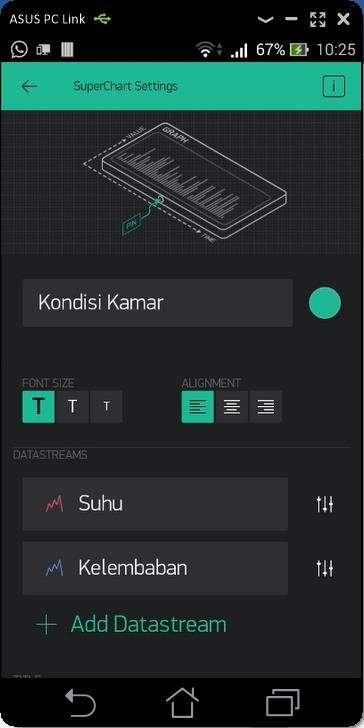 ASUS PC Link
67% 10:25
SuperChart Settings
i
VALUE
GRAPH
PIN
TIME
Kondisi Kamar
FONT SIZE
ALIGNMENT
T T T
DATASTREAMS
Suhu
Kelembaban
+ Add Datastream
TITLE